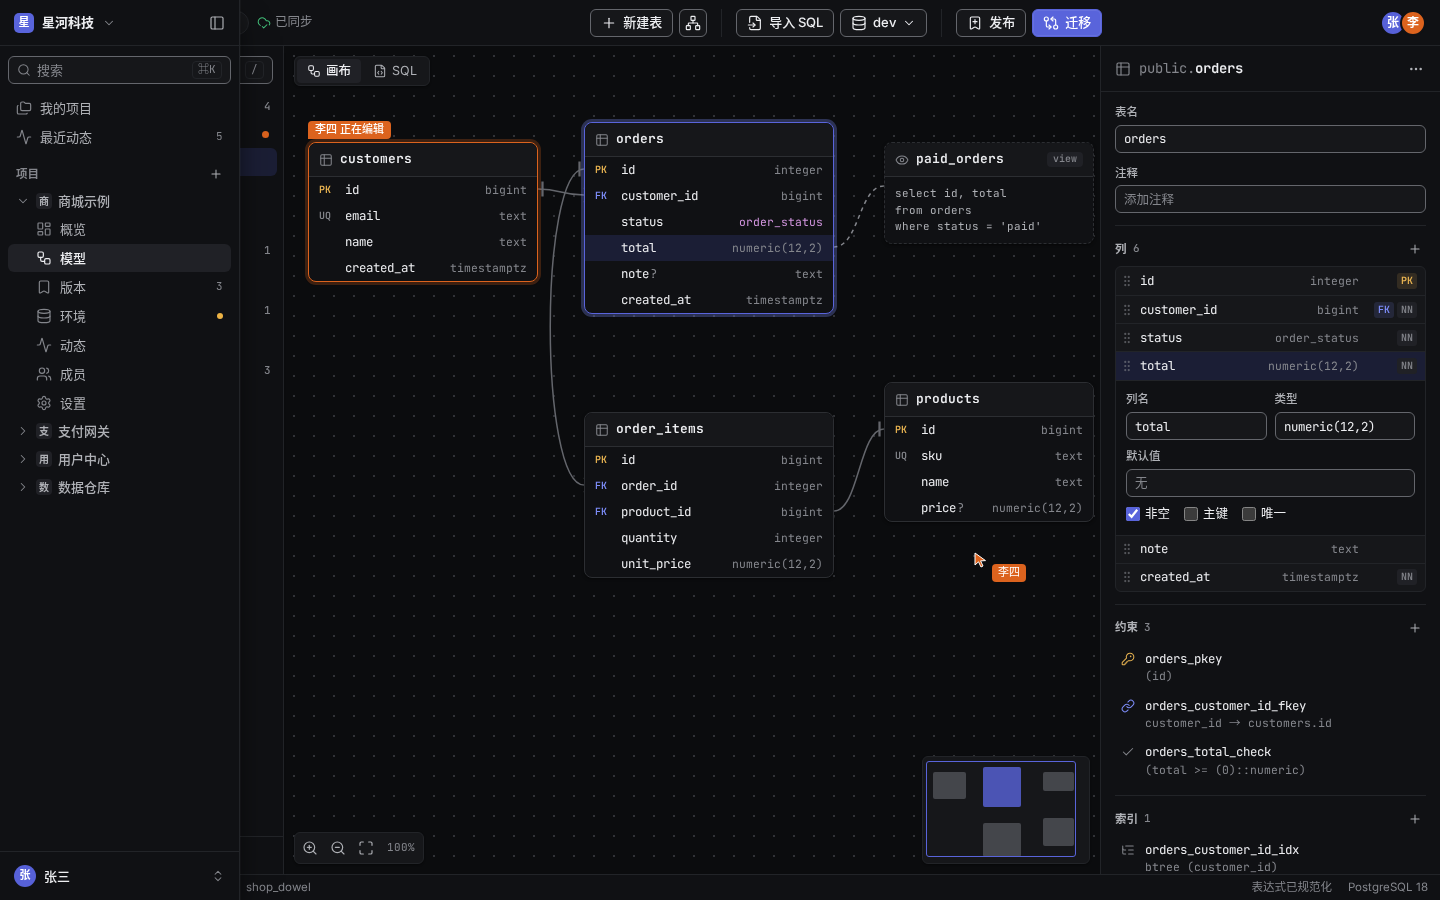 星 星河科技
已同步
新建表
导入 SQL
dev
发布
迁移
张 李
搜索 ⌘K
/
我的项目
最近动态 5
项目
商 商城示例
概览
模型
版本 3
环境
动态
成员
设置
支 支付网关
用 用户中心
数 数据仓库
张 张三
4
1
1
3
画布
SQL
李四 正在编辑
customers
PK id bigint
UQ email text
name text
created_at timestamptz
orders
PK id integer
FK customer_id bigint
status order_status
total numeric(12,2)
note? text
created_at timestamptz
paid_orders view
select id, total
from orders
where status = 'paid'
order_items
PK id bigint
FK order_id integer
FK product_id bigint
quantity integer
unit_price numeric(12,2)
products
PK id bigint
UQ sku text
name text
price? numeric(12,2)
李四
100%
public.orders
表名
orders
注释
添加注释
列 6
id integer PK
customer_id bigint FK NN
status order_status NN
total numeric(12,2) NN
列名 类型
total numeric(12,2)
默认值
无
非空 主键 唯一
note text
created_at timestamptz NN
约束 3
orders_pkey
(id)
orders_customer_id_fkey
customer_id → customers.id
orders_total_check
(total >= (0)::numeric)
索引 1
orders_customer_id_idx
btree (customer_id)
shop_dowel
表达式已规范化 PostgreSQL 18